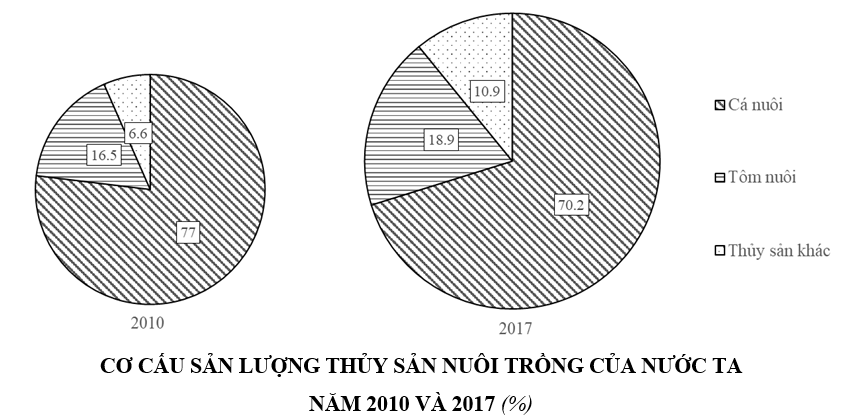 6.6
16.5
77
2010
10.9
18.9
70.2
2017
Cá nuôi
Tôm nuôi
Thủy sản khác
CƠ CẤU SẢN LƯỢNG THỦY SẢN NUÔI TRỒNG CỦA NƯỚC TA
NĂM 2010 VÀ 2017 (%)